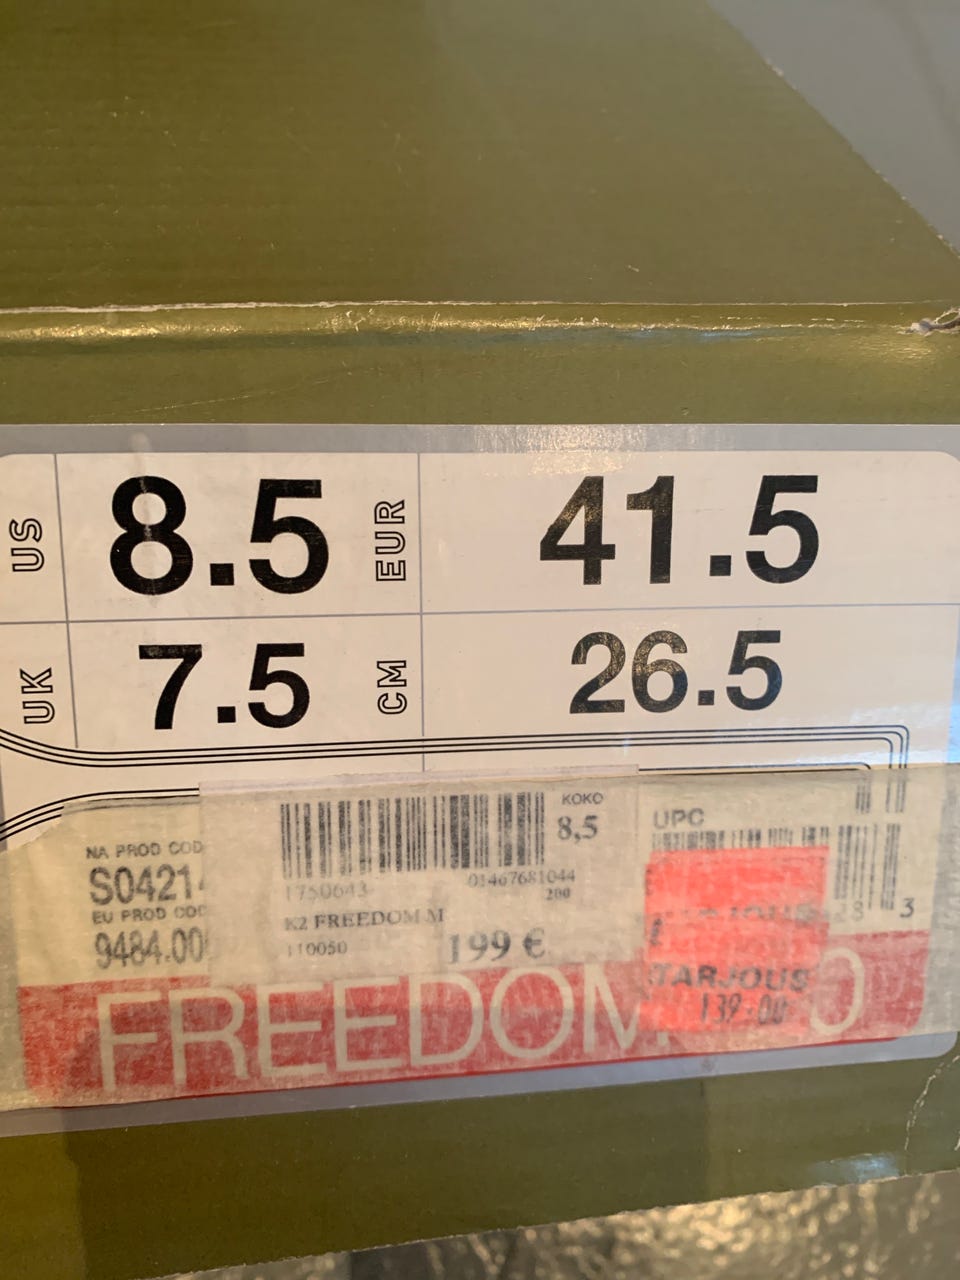 US 8.5 EUR 41.5
UK 7.5 CM 26.5
NA PROD COD
S0421
EU PROD COD
9484.00
KOKO
8,5
1750643
01467681044
200
K2 FREEDOM M
110050
199 €
UPC
3
TARJOUS
139.00
FREEDOM